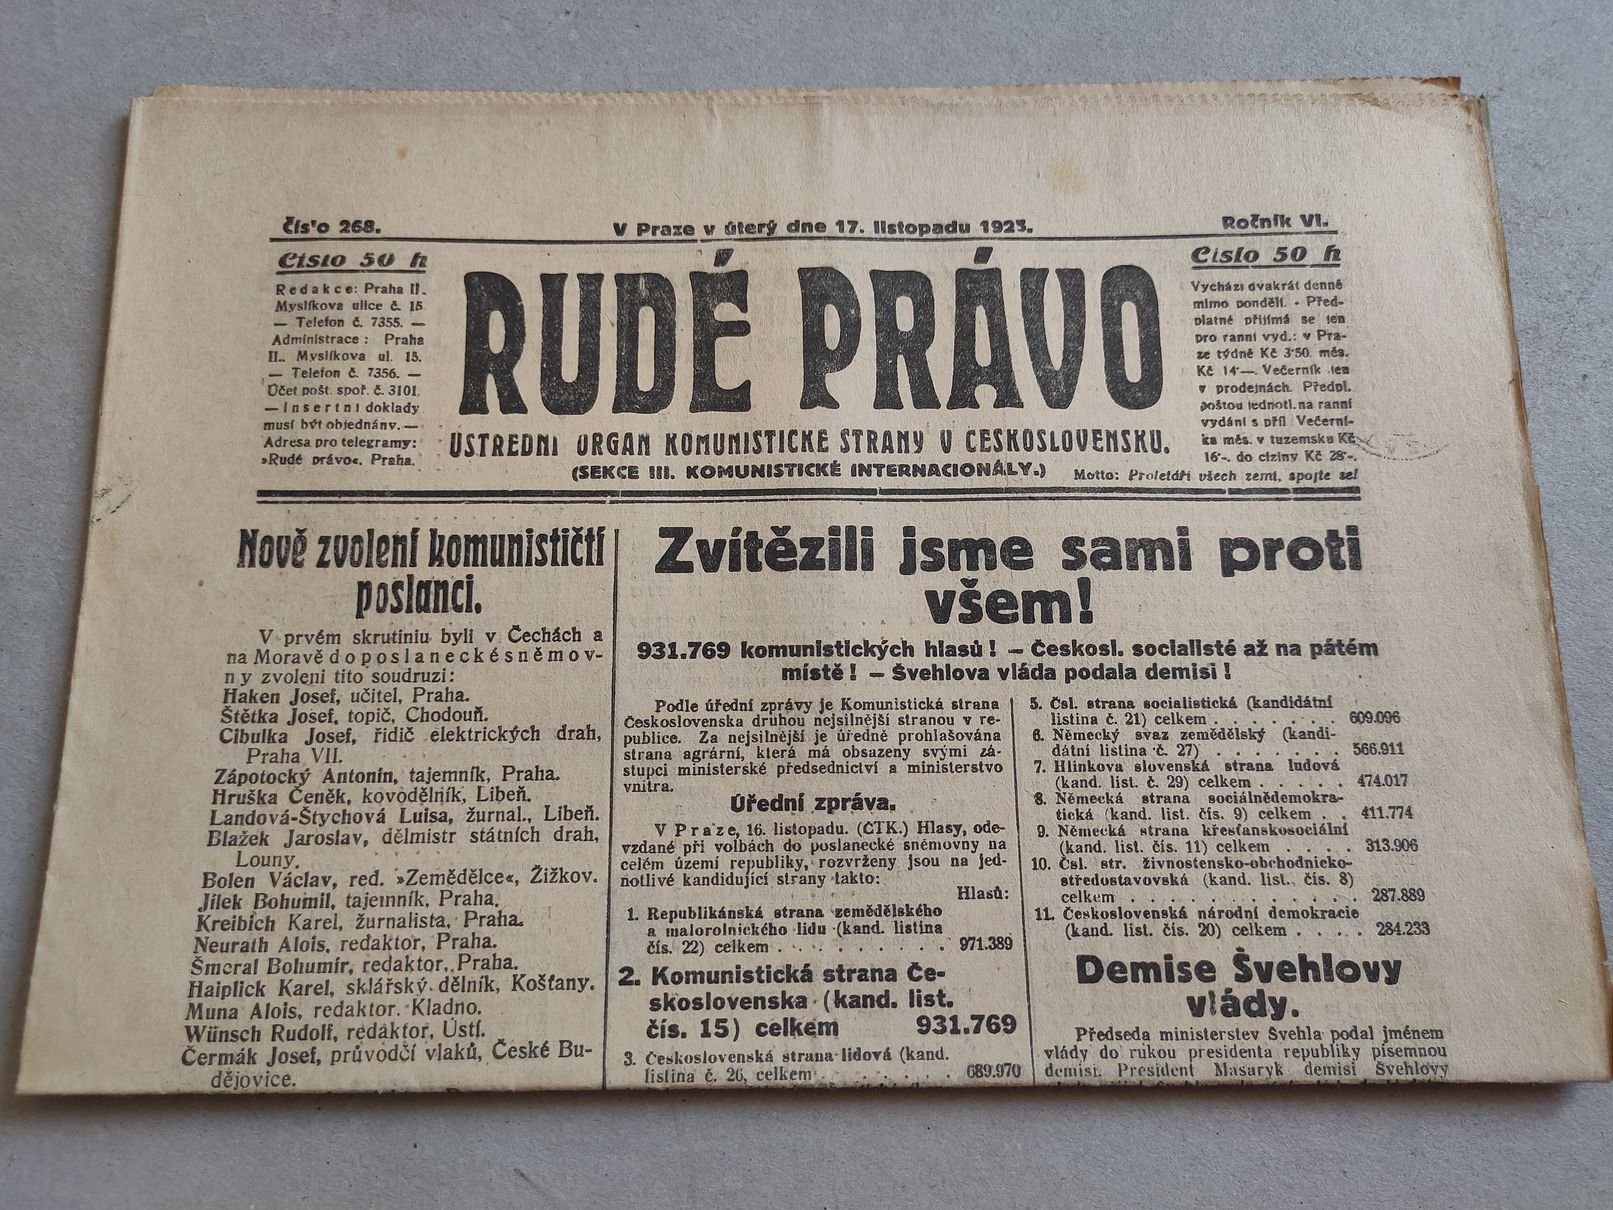 Čís'o 268.
V Praze v úterý dne 17. listopadu 1925.
Ročník VI.
Cislo 50 h
Redakce: Praha II.
Myslíkova ulice č. 15
— Telefon č. 7355. —
Administrace: Praha
II.. Myslíkova ul. 15.
— Telefon č. 7356. —
Účet pošt. spoř. č. 3101.
— Insertní doklady
musí být objednány. —
Adresa pro telegramy:
»Rudé právo«. Praha.
RUDÉ PRÁVO
USTREDNI ORGAN KOMUNISTICKE STRANY V CESKOSLOVENSKU.
(SEKCE III. KOMUNISTICKÉ INTERNACIONÁLY.)
Motto: Proletáři všech zemí, spojte se!
Cislo 50 h
Vychází dvakrát denně
mimo pondělí. - Před-
platné přijímá se jen
pro ranní vyd.: v Pra-
ze týdně Kč 3·50. měs.
Kč 14·—. Večerník jen
v prodejnách. Předpl.
poštou jednotl. na ranní
vydání s příl Večerní-
ka měs. v tuzemsku Kč
16·-. do ciziny Kč 28·-.
Nově zvolení komunističtí
poslanci.
V prvém skrutiniu byli v Čechách a
na Moravě do poslanecké sněmov-
ny zvoleni tito soudruzi:
Haken Josef, učitel, Praha.
Štětka Josef, topič, Chodouň.
Cibulka Josef, řidič elektrických drah,
Praha VII.
Zápotocký Antonín, tajemník, Praha.
Hruška Čeněk, kovodělník, Libeň.
Landová-Štychová Luisa, žurnal., Libeň.
Blažek Jaroslav, dělmistr státních drah,
Louny.
Bolen Václav, red. »Zemědělce«, Žižkov.
Jílek Bohumil, tajemník, Praha.
Kreibich Karel, žurnalista, Praha.
Neurath Alois, redaktor, Praha.
Šmeral Bohumír, redaktor, Praha.
Haiplick Karel, sklářský dělník, Košťany.
Muna Alois, redaktor. Kladno.
Wünsch Rudolf, redaktor, Ústí.
Čermák Josef, průvodčí vlaků, České Bu-
dějovice.
Zvítězili jsme sami proti
všem!
931.769 komunistických hlasů! – Českosl. socialisté až na pátém
místě! – Švehlova vláda podala demisi!
Podle úřední zprávy je Komunistická strana
Československa druhou nejsilnější stranou v re-
publice. Za nejsilnější je úředně prohlašována
strana agrární, která má obsazeny svými zá-
stupci ministerské předsednictví a ministerstvo
vnitra.
Úřední zpráva.
V Praze, 16. listopadu. (ČTK.) Hlasy, ode-
vzdané při volbách do poslanecké sněmovny na
celém území republiky, rozvrženy jsou na jed-
notlivé kandidující strany takto:
Hlasů:
1. Republikánská strana zemědělského
a malorolnického lidu (kand. listina
čís. 22) celkem . . . . . . . . . . 971.389
2. Komunistická strana Če-
skoslovenska (kand. list.
čís. 15) celkem 931.769
3. Československá strana lidová (kand.
listina č. 26, celkem . . . . . . . 689.970
5. Čsl. strana socialistická (kandidátní
listina č. 21) celkem . . . . . . . 609.096
6. Německý svaz zemědělský (kandi-
dátní listina č. 27) . . . . . . . 566.911
7. Hlinkova slovenská strana ludová
(kand. list. č. 29) celkem . . . . . 474.017
8. Německá strana sociálnědemokra-
tická (kand. list. čís. 9) celkem . . 411.774
9. Německá strana křesťanskosociální
(kand. list. čís. 11) celkem . . . . 313.906
10. Čsl. str. živnostensko-obchodnicko-
středostavovská (kand. list. čís. 8)
celkem . . . . . . . . . . . . 287.889
11. Československá národní demokracie
(kand. list. čís. 20) celkem . . . . 284.233
Demise Švehlovy
vlády.
Předseda ministerstev Švehla podal jménem
vlády do rukou presidenta republiky písemnou
demisi. President Masaryk demisi Švehlovy